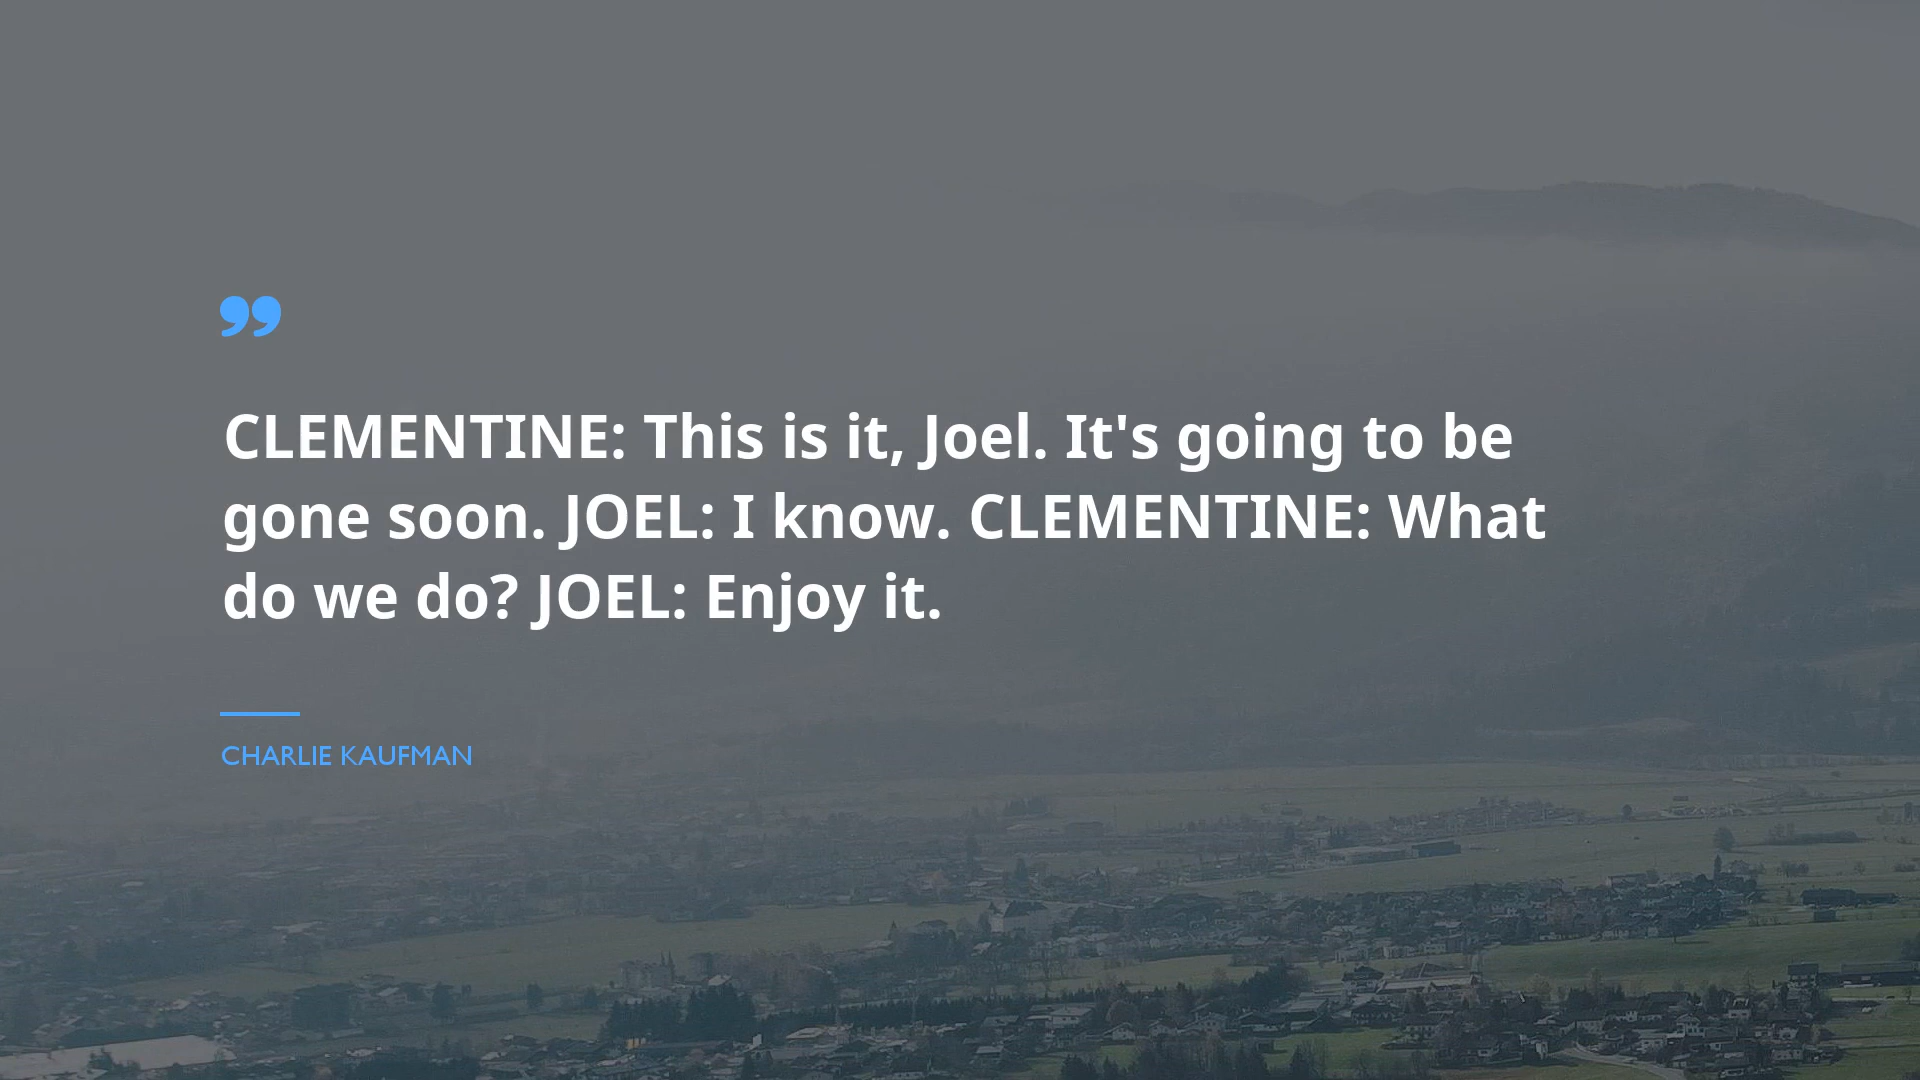 ”
CLEMENTINE: This is it, Joel. It's going to be
gone soon. JOEL: I know. CLEMENTINE: What
do we do? JOEL: Enjoy it.
CHARLIE KAUFMAN